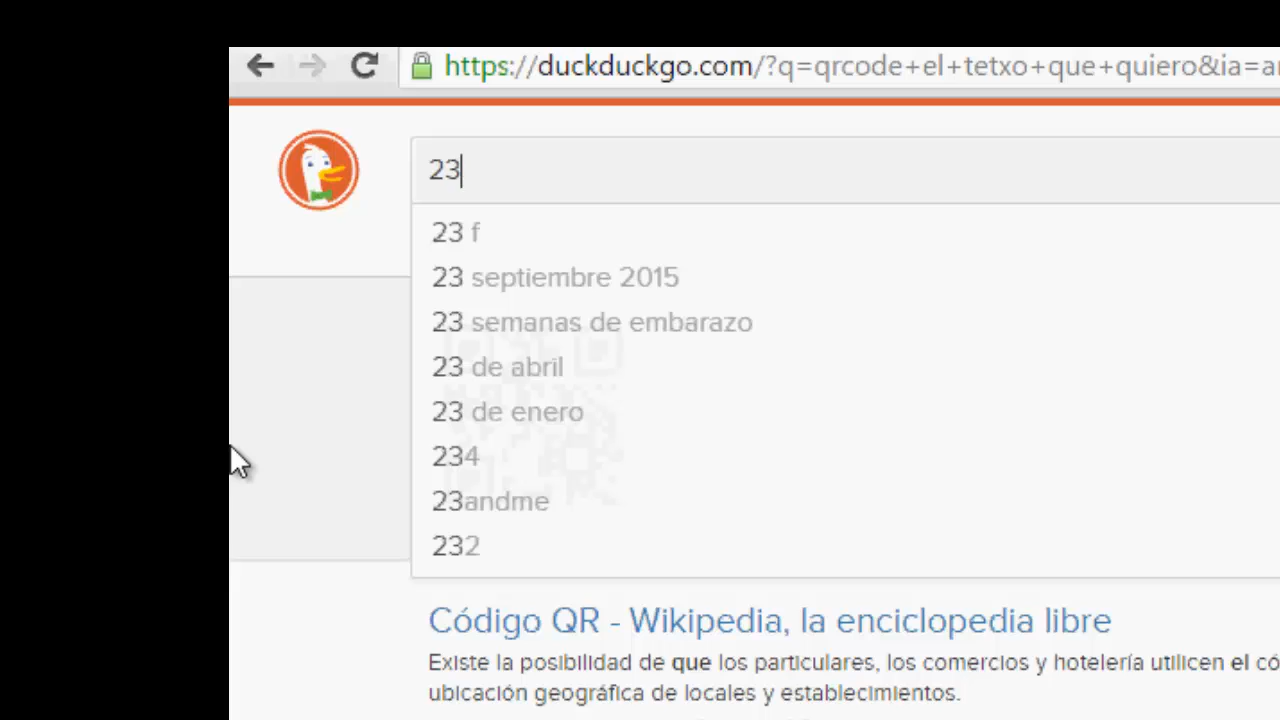 https://duckduckgo.com/?q=qrcode+el+tetxo+que+quiero&ia=a
23
23 f
23 septiembre 2015
23 semanas de embarazo
23 de abril
23 de enero
234
23andme
232
Código QR - Wikipedia, la enciclopedia libre
Existe la posibilidad de que los particulares, los comercios y hotelería utilicen el có
ubicación geográfica de locales y establecimientos.